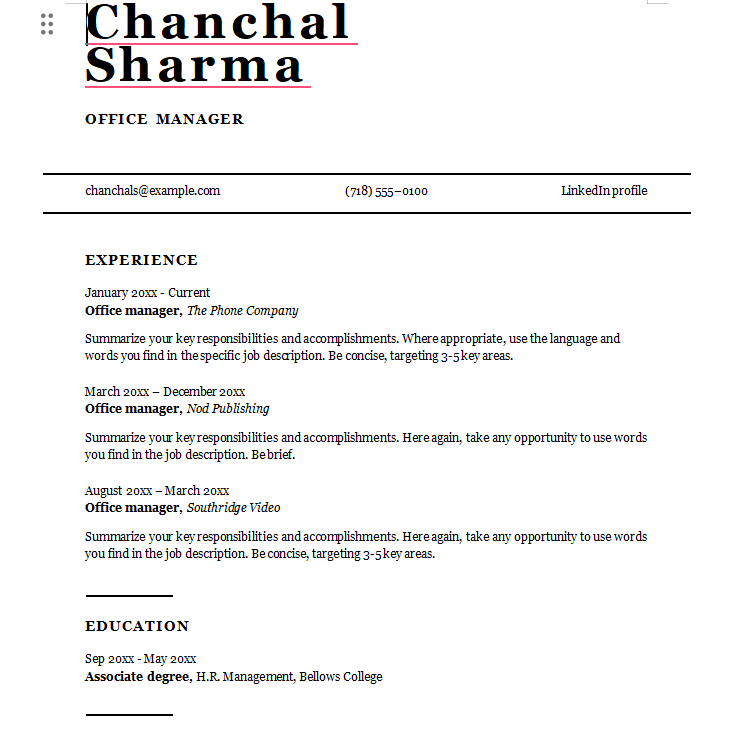 Chanchal
Sharma
OFFICE MANAGER
chanchals@example.com (718) 555–0100 LinkedIn profile
EXPERIENCE
January 20xx - Current
Office manager, The Phone Company
Summarize your key responsibilities and accomplishments. Where appropriate, use the language and
words you find in the specific job description. Be concise, targeting 3-5 key areas.
March 20xx – December 20xx
Office manager, Nod Publishing
Summarize your key responsibilities and accomplishments. Here again, take any opportunity to use words
you find in the job description. Be brief.
August 20xx – March 20xx
Office manager, Southridge Video
Summarize your key responsibilities and accomplishments. Here again, take any opportunity to use words
you find in the job description. Be concise, targeting 3-5 key areas.
EDUCATION
Sep 20xx - May 20xx
Associate degree, H.R. Management, Bellows College